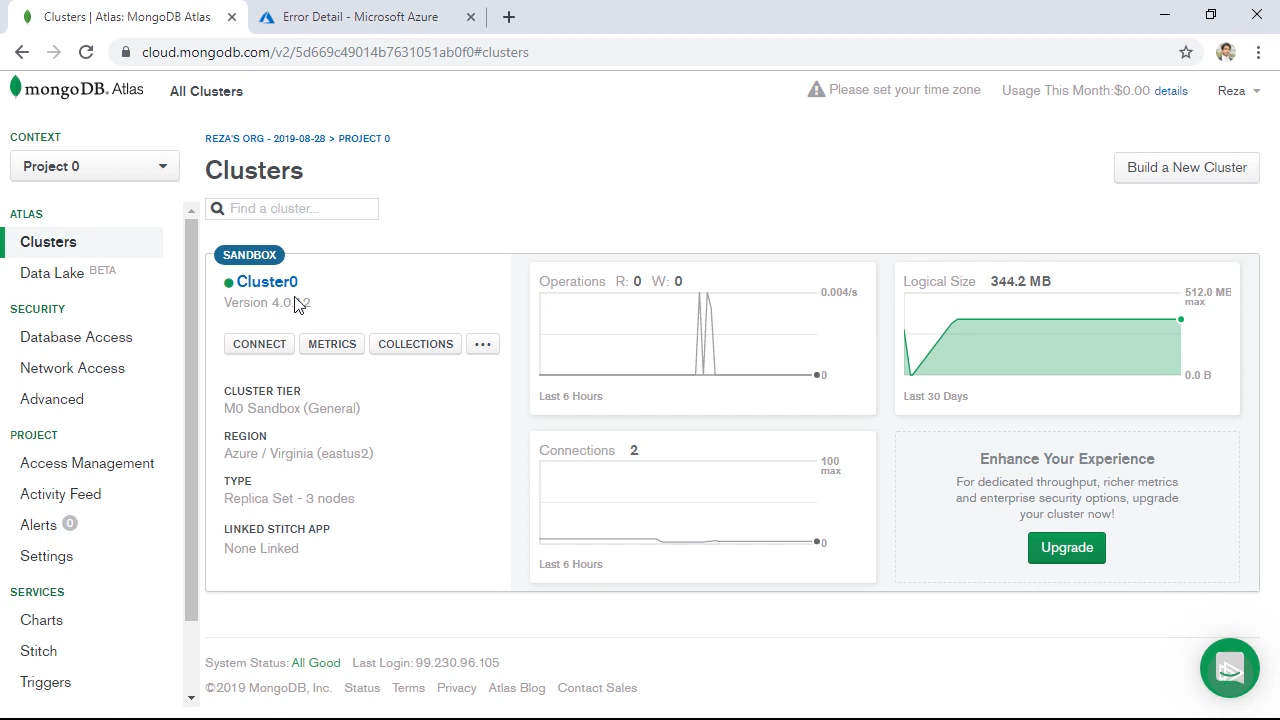 Clusters | Atlas: MongoDB Atlas
Error Detail - Microsoft Azure
cloud.mongodb.com/v2/5d669c49014b7631051ab0f0#clusters
mongoDB. Atlas
All Clusters
Please set your time zone
Usage This Month:$0.00 details
Reza
CONTEXT
Project 0
ATLAS
Clusters
Data Lake BETA
SECURITY
Database Access
Network Access
Advanced
PROJECT
Access Management
Activity Feed
Alerts 0
Settings
SERVICES
Charts
Stitch
Triggers
REZA'S ORG - 2019-08-28 > PROJECT 0
Clusters
Build a New Cluster
Find a cluster...
SANDBOX
Cluster0
Version
CONNECT
METRICS
COLLECTIONS
CLUSTER TIER
M0 Sandbox (General)
REGION
Azure / Virginia (eastus2)
TYPE
Replica Set - 3 nodes
LINKED STITCH APP
None Linked
Operations R: 0 W: 0
0.004/s
0
Last 6 Hours
Logical Size 344.2 MB
512.0 MB
max
0.0 B
Last 30 Days
Connections 2
100
max
0
Last 6 Hours
Enhance Your Experience
For dedicated throughput, richer metrics
and enterprise security options, upgrade
your cluster now!
Upgrade
System Status: All Good Last Login: 99.230.96.105
©2019 MongoDB, Inc. Status Terms Privacy Atlas Blog Contact Sales